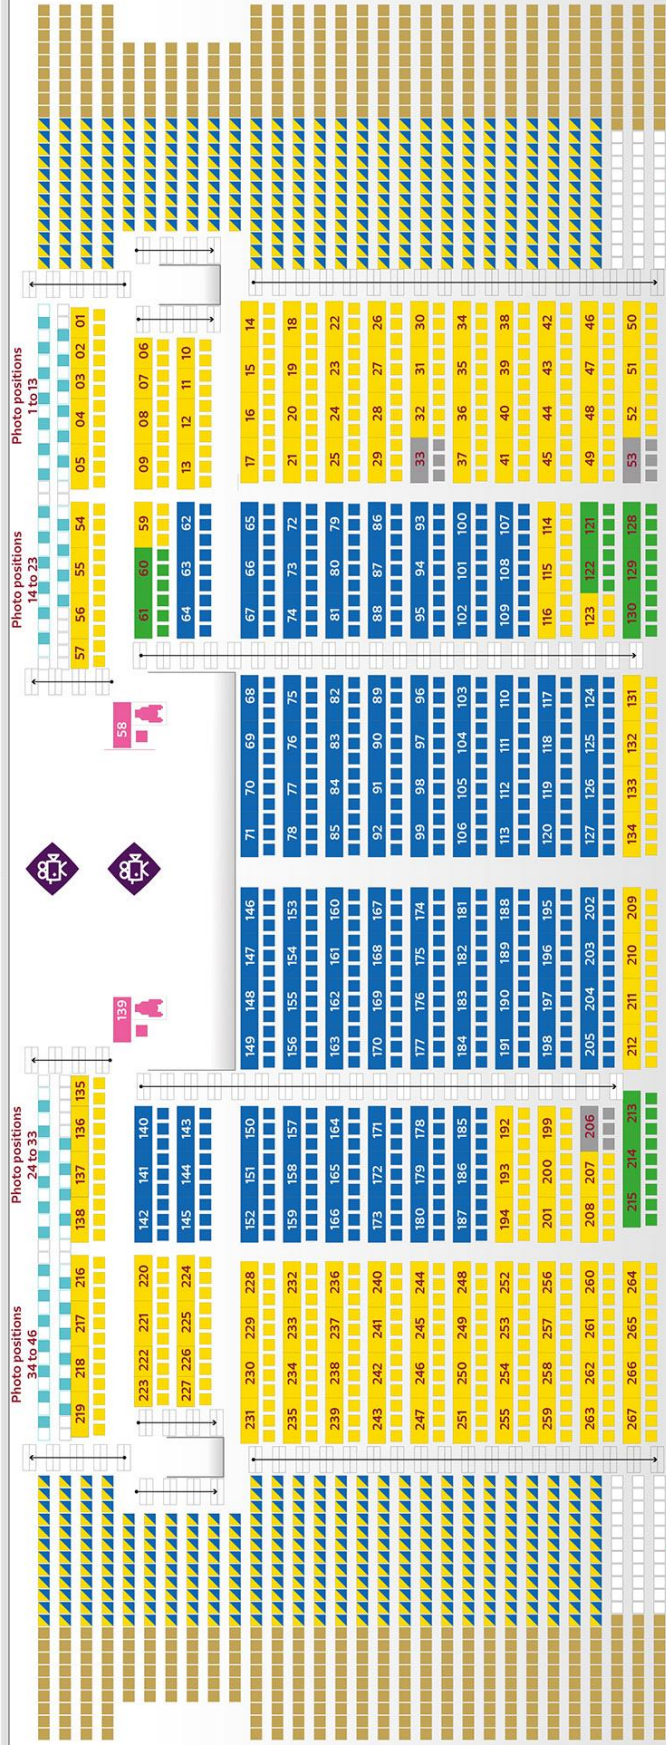 Photo positions
34 to 46
Photo positions
24 to 33
Photo positions
14 to 23
Photo positions
1 to 13
219 218 217 216 138 137 136 135 57 56 55 54 05 04 03 02 01
139 58
223 222 221 220 142 141 140 61 60 59 09 08 07 06
227 226 225 224 145 144 143 64 63 62 13 12 11 10
231 230 229 228 152 151 150 149 148 147 146 71 70 69 68 67 66 65 17 16 15 14
235 234 233 232 159 158 157 156 155 154 153 78 77 76 75 74 73 72 21 20 19 18
239 238 237 236 166 165 164 163 162 161 160 85 84 83 82 81 80 79 25 24 23 22
243 242 241 240 173 172 171 170 169 168 167 92 91 90 89 88 87 86 29 28 27 26
247 246 245 244 180 179 178 177 176 175 174 99 98 97 96 95 94 93 33 32 31 30
251 250 249 248 187 186 185 184 183 182 181 106 105 104 103 102 101 100 37 36 35 34
255 254 253 252 194 193 192 191 190 189 188 113 112 111 110 109 108 107 41 40 39 38
259 258 257 256 201 200 199 198 197 196 195 120 119 118 117 116 115 114 45 44 43 42
263 262 261 260 208 207 206 205 204 203 202 127 126 125 124 123 122 121 49 48 47 46
267 266 265 264 215 214 213 212 211 210 209 134 133 132 131 130 129 128 53 52 51 50